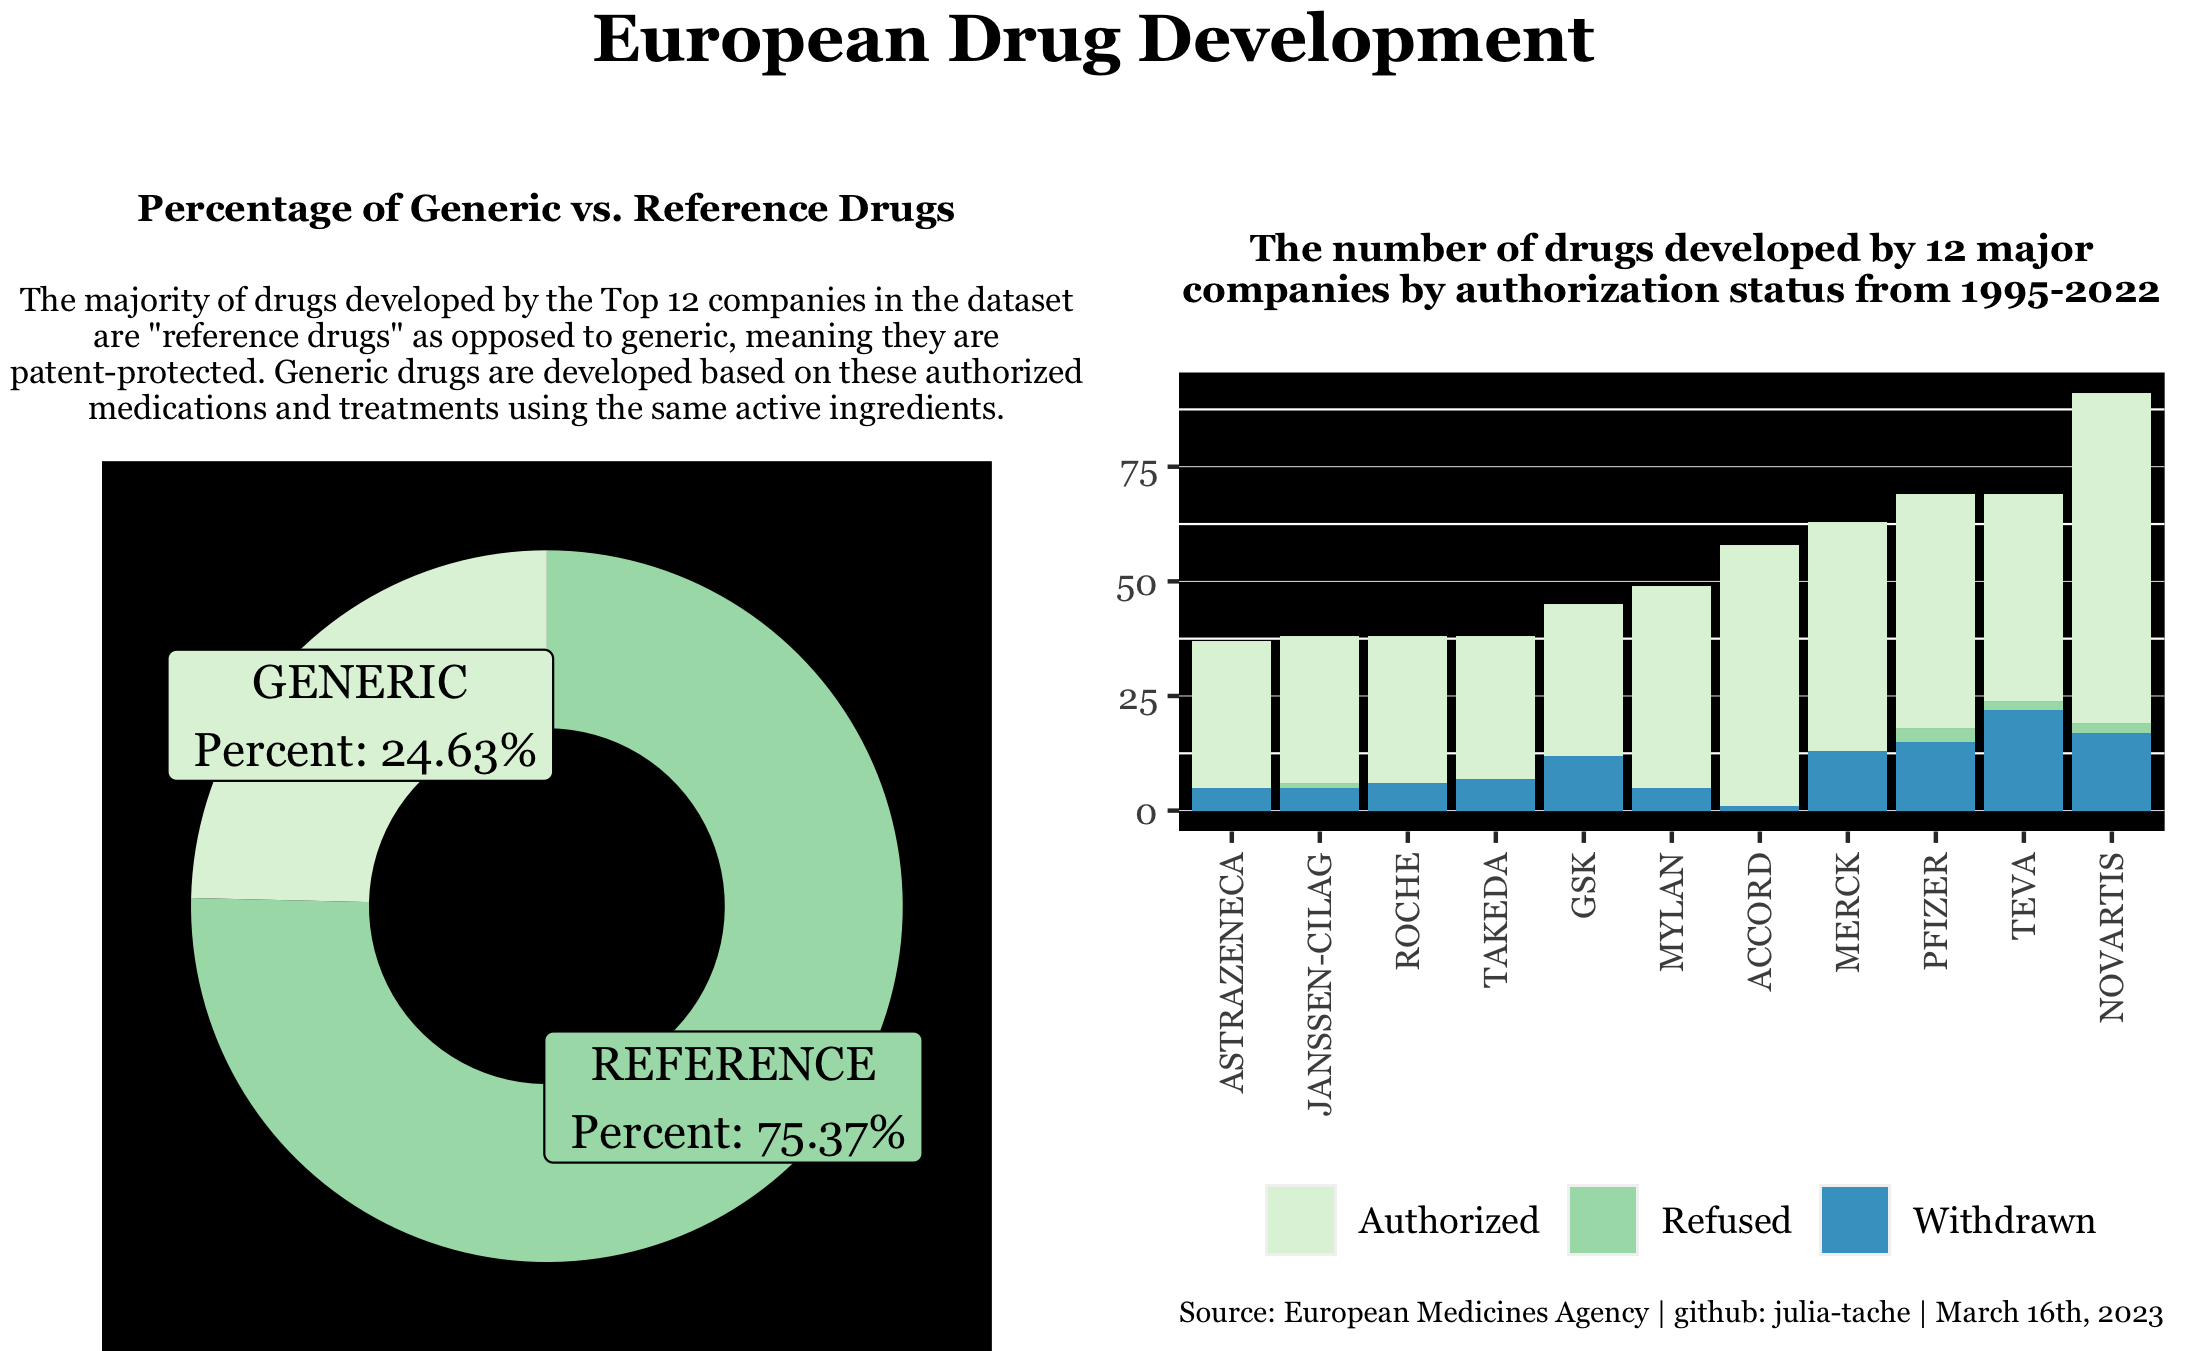 European Drug Development
Percentage of Generic vs. Reference Drugs
The majority of drugs developed by the Top 12 companies in the dataset
are "reference drugs" as opposed to generic, meaning they are
patent-protected. Generic drugs are developed based on these authorized
medications and treatments using the same active ingredients.
GENERIC
Percent: 24.63%
REFERENCE
Percent: 75.37%
The number of drugs developed by 12 major
companies by authorization status from 1995-2022
75
50
25
0
ASTRAZENECA
JANSSEN-CILAG
ROCHE
TAKEDA
GSK
MYLAN
ACCORD
MERCK
PFIZER
TEVA
NOVARTIS
Authorized
Refused
Withdrawn
Source: European Medicines Agency | github: julia-tache | March 16th, 2023